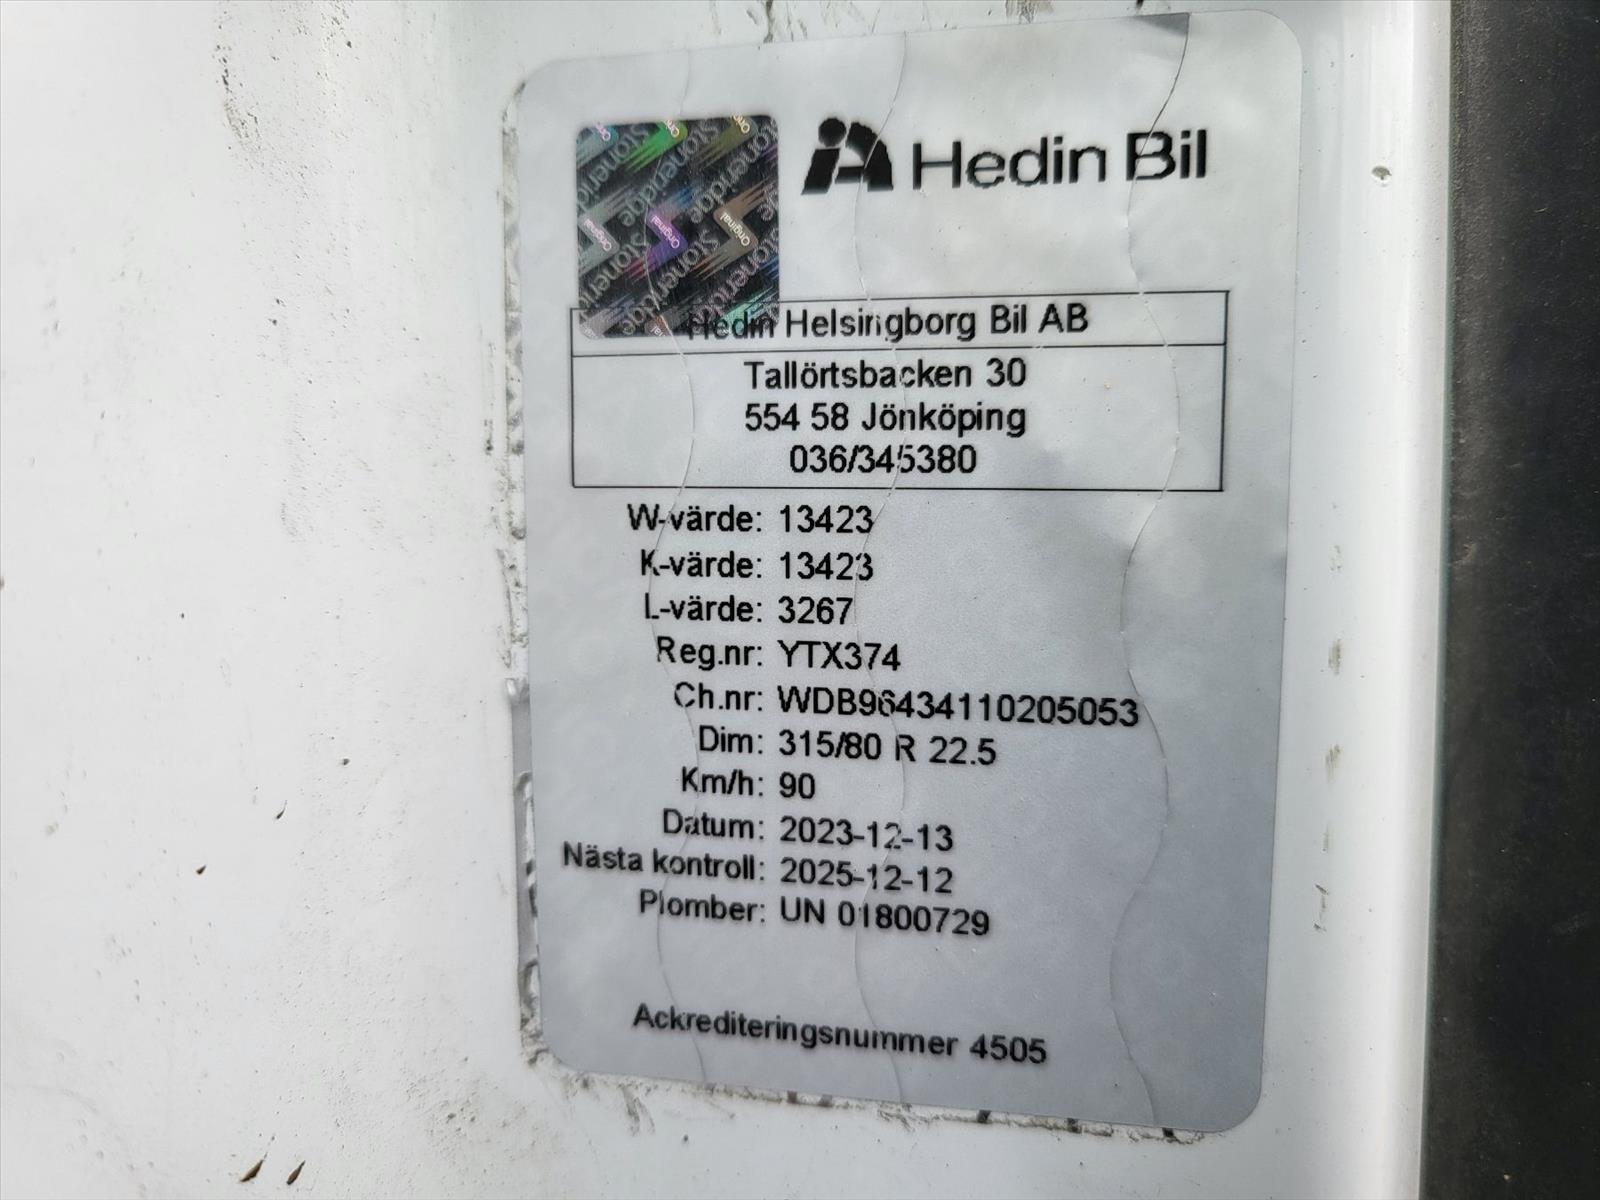 Hedin Bil
Stoneridge
Original
Hedin Helsingborg Bil AB
Tallörtsbacken 30
554 58 Jönköping
036/345380
W-värde: 13423
K-värde: 13423
L-värde: 3267
Reg.nr: YTX374
Ch.nr: WDB96434110205053
Dim: 315/80 R 22.5
Km/h: 90
Datum: 2023-12-13
Nästa kontroll: 2025-12-12
Plomber: UN 01800729
Ackrediteringsnummer 4505